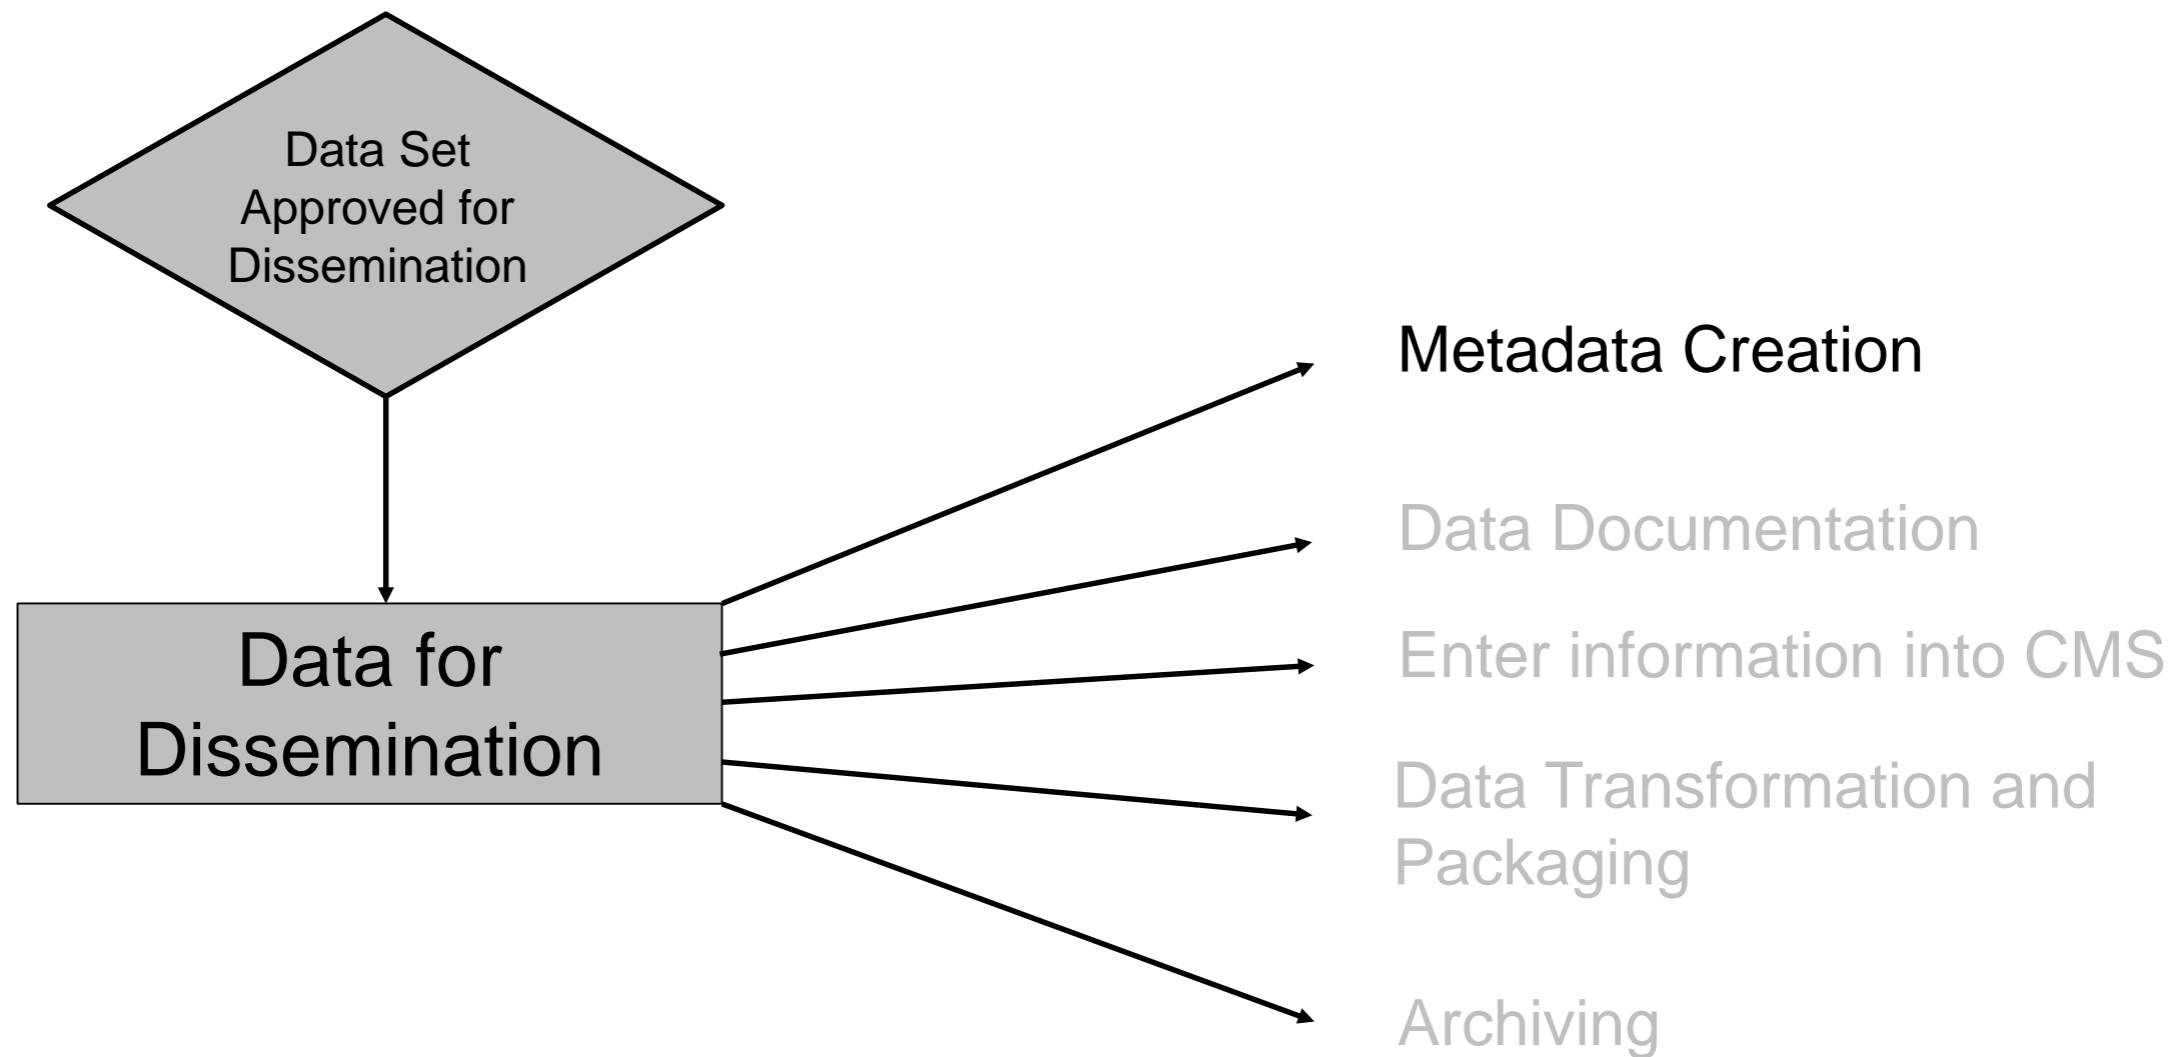 Data Set
Approved for
Dissemination
Metadata Creation
Data Documentation
Data for
Dissemination
Enter information into CMS
Data Transformation and
Packaging
Archiving